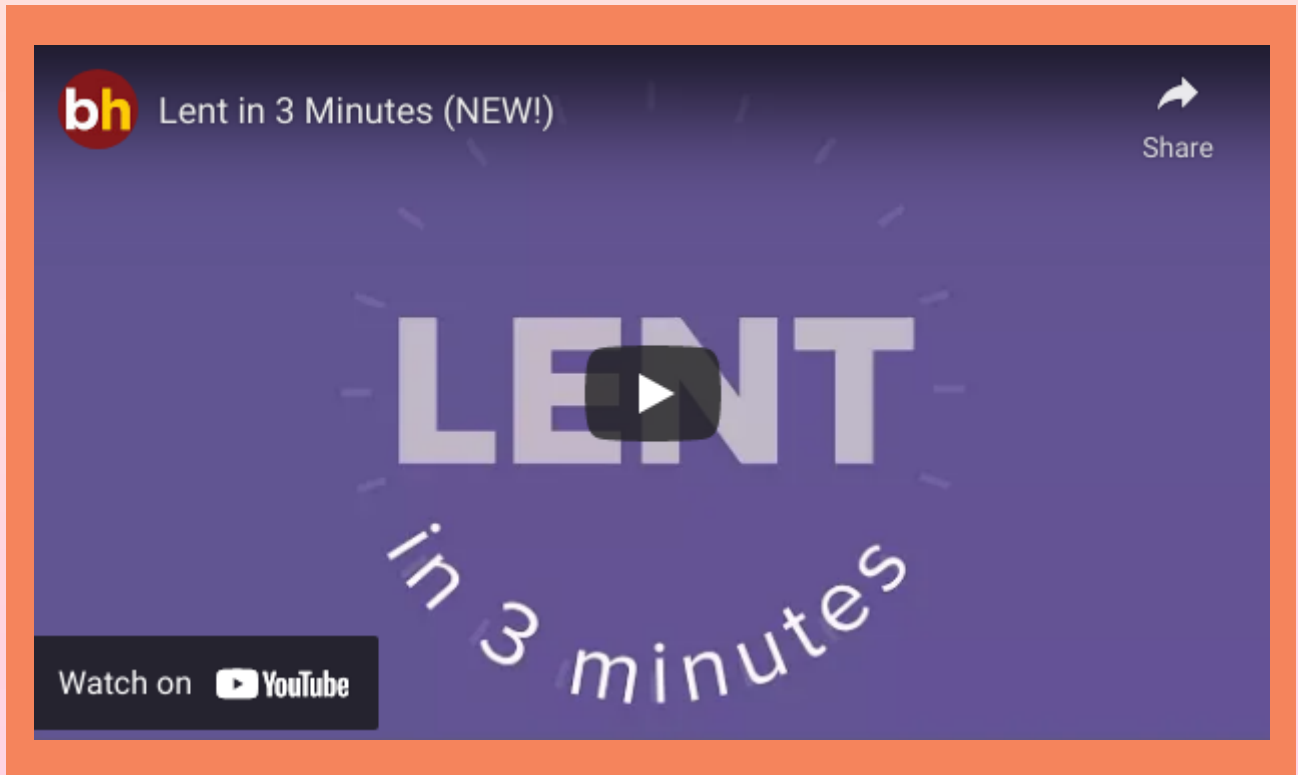 bh Lent in 3 Minutes (NEW!)
Share
LENT
in 3 minutes
Watch on YouTube